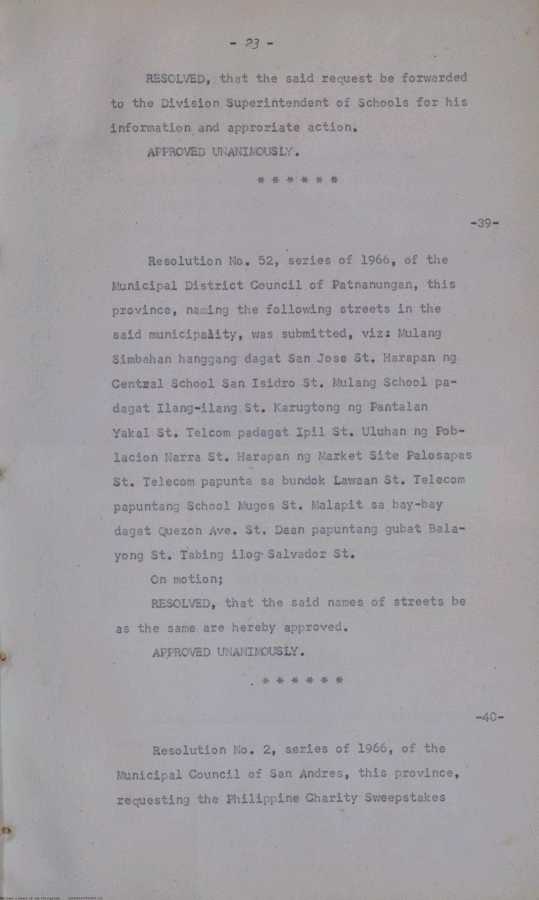 - 23 -
RESOLVED, that the said request be forwarded
to the Division Superintendent of Schools for his
information and approriate action.
APPROVED UNANIMOUSLY.
* * * * * *
-39-
Resolution No. 52, series of 1966, of the
Municipal District Council of Patnanungan, this
province, naming the following streets in the
said municipality, was submitted, viz: Mulang
Simbahan hanggang dagat San Jose St. Harapan ng
Central School San Isidro St. Mulang School pa-
dagat Ilang-ilang St. Karugtong ng Pantalan
Yakal St. Telcom padagat Ipil St. Uluhan ng Pob-
lacion Narra St. Harapan ng Market Site Palosapas
St. Telecom papunta sa bundok Lawaan St. Telecom
papuntang School Mugos St. Malapit sa bay-bay
dagat Quezon Ave. St. Daan papuntang gubat Bala-
yong St. Tabing ilog Salvador St.
On motion;
RESOLVED, that the said names of streets be
as the same are hereby approved.
APPROVED UNANIMOUSLY.
* * * * * *
-40-
Resolution No. 2, series of 1966, of the
Municipal Council of San Andres, this province,
requesting the Philippine Charity Sweepstakes